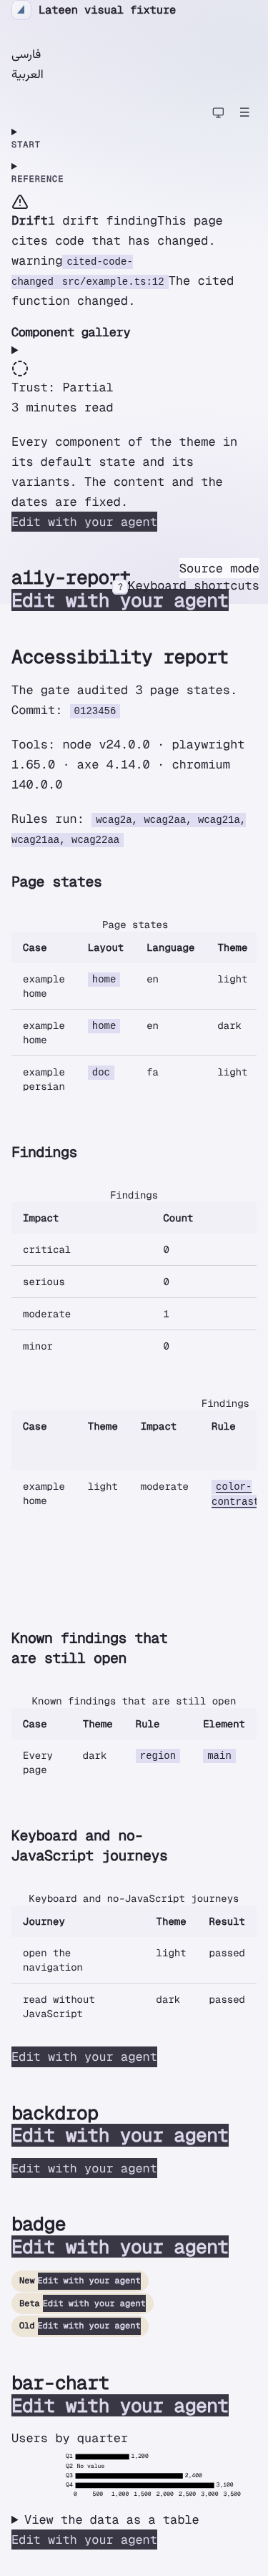 Lateen visual fixture
فارسی
العربية
START
REFERENCE
Drift1 drift findingThis page
cites code that has changed.
warning cited-code-
changed src/example.ts:12 The cited
function changed.
Component gallery
Trust: Partial
3 minutes read
Every component of the theme in
its default state and its
variants. The content and the
dates are fixed.
Edit with your agent
Source mode
a11y-report
? Keyboard shortcuts
Edit with your agent
Accessibility report
The gate audited 3 page states.
Commit: 0123456
Tools: node v24.0.0 · playwright
1.65.0 · axe 4.14.0 · chromium
140.0.0
Rules run: wcag2a, wcag2aa, wcag21a,
wcag21aa, wcag22aa
Page states
Page states
Case Layout Language Theme
example home home en light
example home home en dark
example persian doc fa light
Findings
Findings
Impact Count
critical 0
serious 0
moderate 1
minor 0
Findings
Case Theme Impact Rule
example home light moderate color-contrast
Known findings that
are still open
Known findings that are still open
Case Theme Rule Element
Every page dark region main
Keyboard and no-
JavaScript journeys
Keyboard and no-JavaScript journeys
Journey Theme Result
open the navigation light passed
read without JavaScript dark passed
Edit with your agent
backdrop
Edit with your agent
Edit with your agent
badge
Edit with your agent
New Edit with your agent
Beta Edit with your agent
Old Edit with your agent
bar-chart
Edit with your agent
Users by quarter
Q1 1,200
Q2 No value
Q3 2,400
Q4 3,100
0 500 1,000 1,500 2,000 2,500 3,000 3,500
View the data as a table
Edit with your agent